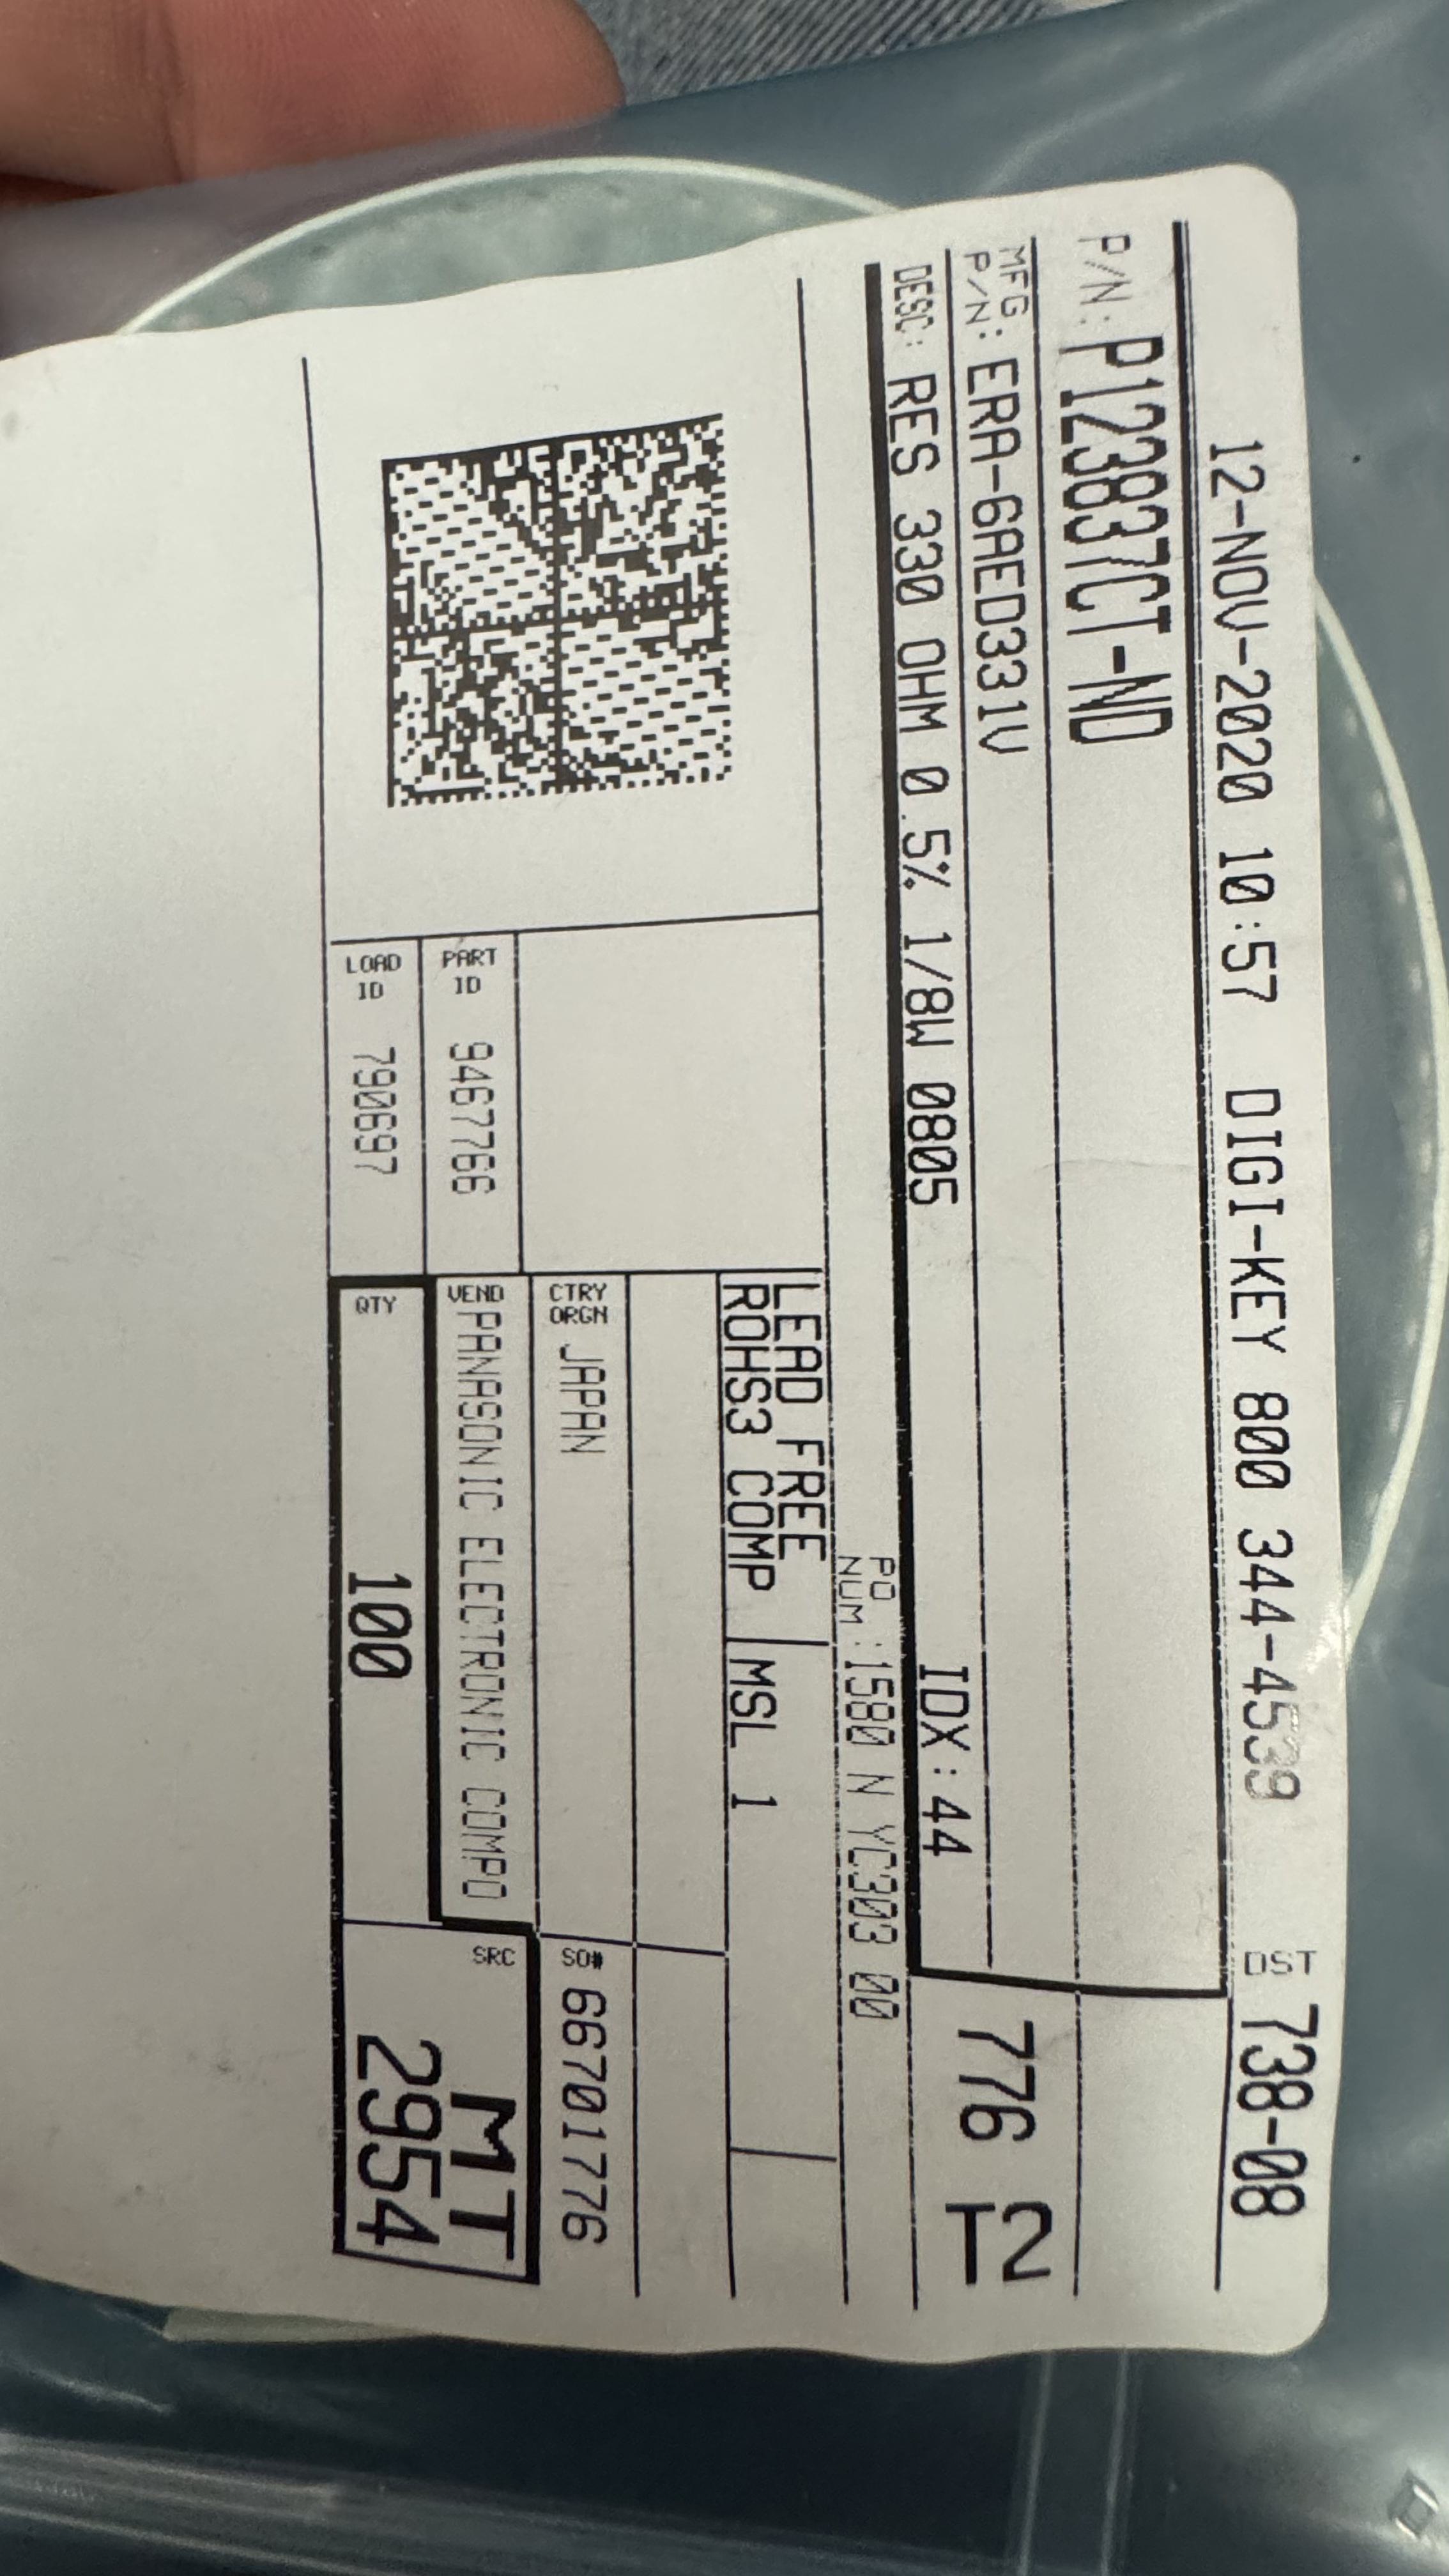 12-NOV-2020 10:57 DIGI-KEY 800 344-4539 DST 738-08
P/N: P12387CT-ND
MFG P/N: ERA-6AED331V
776 T2
DESC: RES 330 OHM 0.5% 1/8W 0805 IDX:44
PO NUM: 1580 N YC303 00
LEAD FREE
ROHS3 COMP MSL 1
CTRY ORGN JAPAN SO# 66701776
PART ID 9467766 VEND PANASONIC ELECTRONIC COMPO
LOAD ID 790697 QTY 100
SRC MT
2954